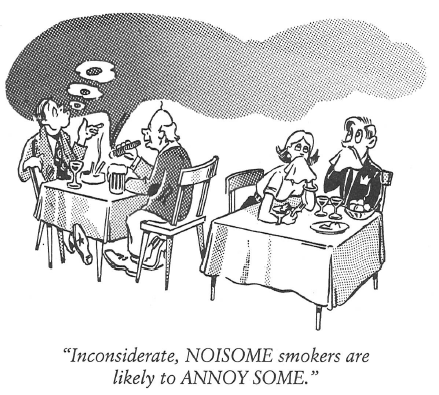 “Inconsiderate, NOISOME smokers are
likely to ANNOY SOME.”